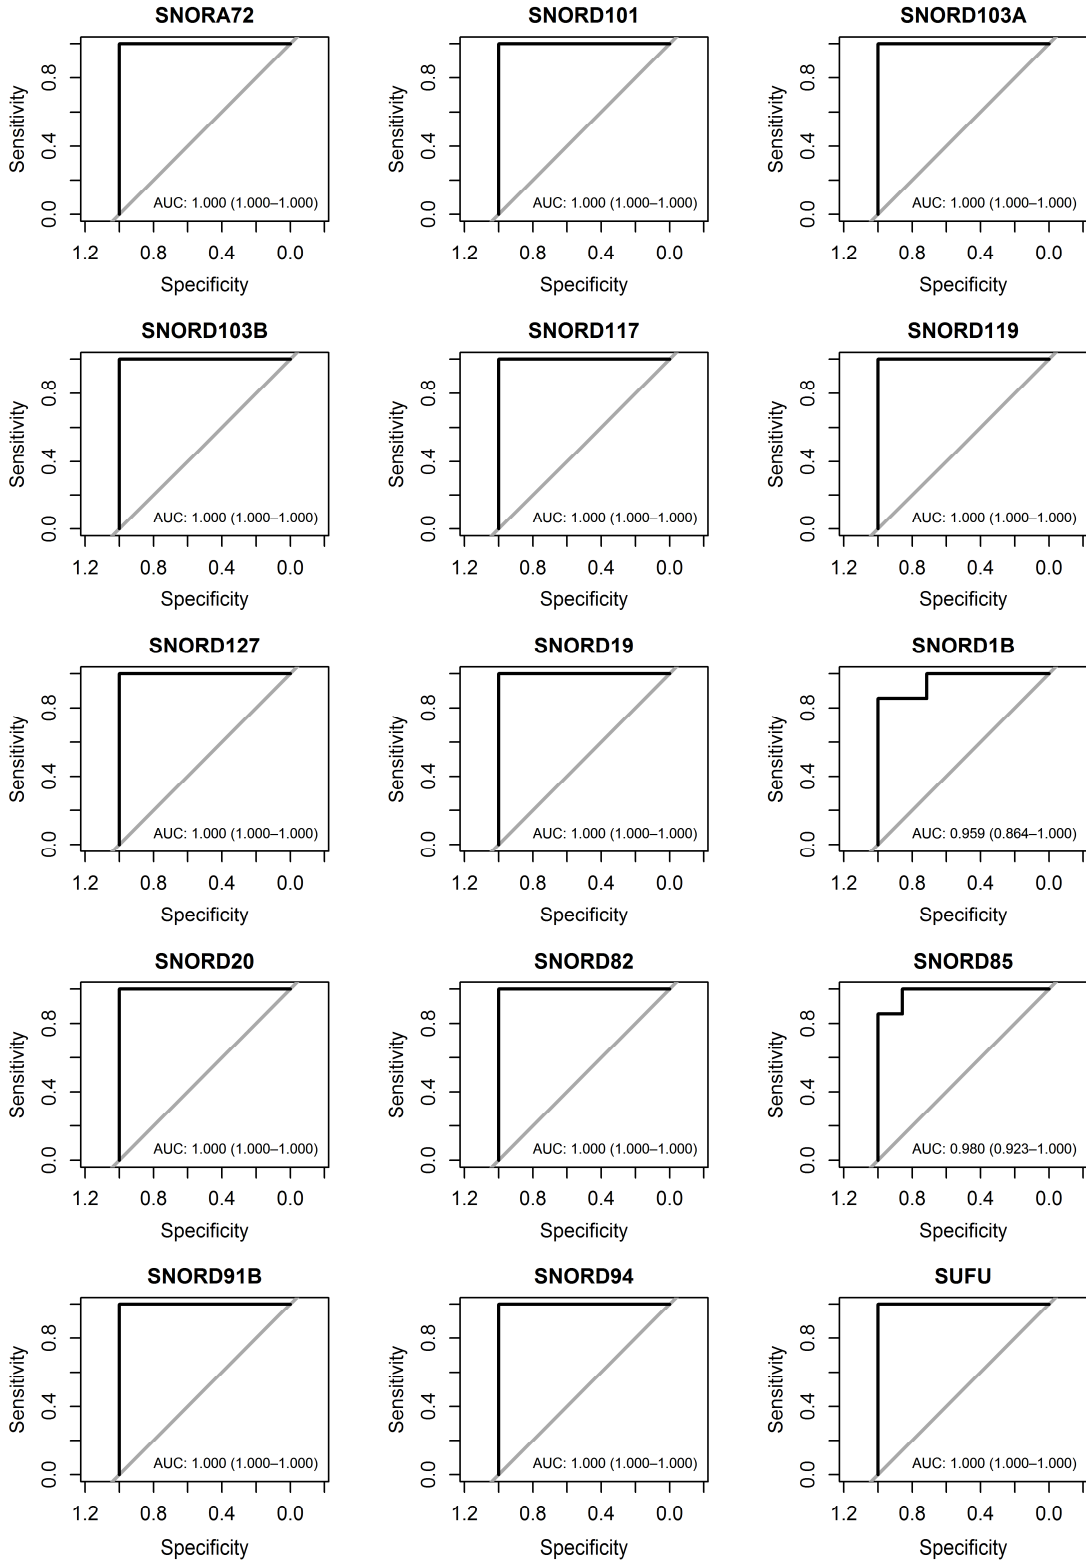 SNORA72 SNORD101 SNORD103A
Sensitivity 0.0 0.4 0.8 Sensitivity 0.0 0.4 0.8 Sensitivity 0.0 0.4 0.8
AUC: 1.000 (1.000–1.000) AUC: 1.000 (1.000–1.000) AUC: 1.000 (1.000–1.000)
1.2 0.8 0.4 0.0 1.2 0.8 0.4 0.0 1.2 0.8 0.4 0.0
Specificity Specificity Specificity
SNORD103B SNORD117 SNORD119
Sensitivity 0.0 0.4 0.8 Sensitivity 0.0 0.4 0.8 Sensitivity 0.0 0.4 0.8
AUC: 1.000 (1.000–1.000) AUC: 1.000 (1.000–1.000) AUC: 1.000 (1.000–1.000)
1.2 0.8 0.4 0.0 1.2 0.8 0.4 0.0 1.2 0.8 0.4 0.0
Specificity Specificity Specificity
SNORD127 SNORD19 SNORD1B
Sensitivity 0.0 0.4 0.8 Sensitivity 0.0 0.4 0.8 Sensitivity 0.0 0.4 0.8
AUC: 1.000 (1.000–1.000) AUC: 1.000 (1.000–1.000) AUC: 0.959 (0.864–1.000)
1.2 0.8 0.4 0.0 1.2 0.8 0.4 0.0 1.2 0.8 0.4 0.0
Specificity Specificity Specificity
SNORD20 SNORD82 SNORD85
Sensitivity 0.0 0.4 0.8 Sensitivity 0.0 0.4 0.8 Sensitivity 0.0 0.4 0.8
AUC: 1.000 (1.000–1.000) AUC: 1.000 (1.000–1.000) AUC: 0.980 (0.923–1.000)
1.2 0.8 0.4 0.0 1.2 0.8 0.4 0.0 1.2 0.8 0.4 0.0
Specificity Specificity Specificity
SNORD91B SNORD94 SUFU
Sensitivity 0.0 0.4 0.8 Sensitivity 0.0 0.4 0.8 Sensitivity 0.0 0.4 0.8
AUC: 1.000 (1.000–1.000) AUC: 1.000 (1.000–1.000) AUC: 1.000 (1.000–1.000)
1.2 0.8 0.4 0.0 1.2 0.8 0.4 0.0 1.2 0.8 0.4 0.0
Specificity Specificity Specificity